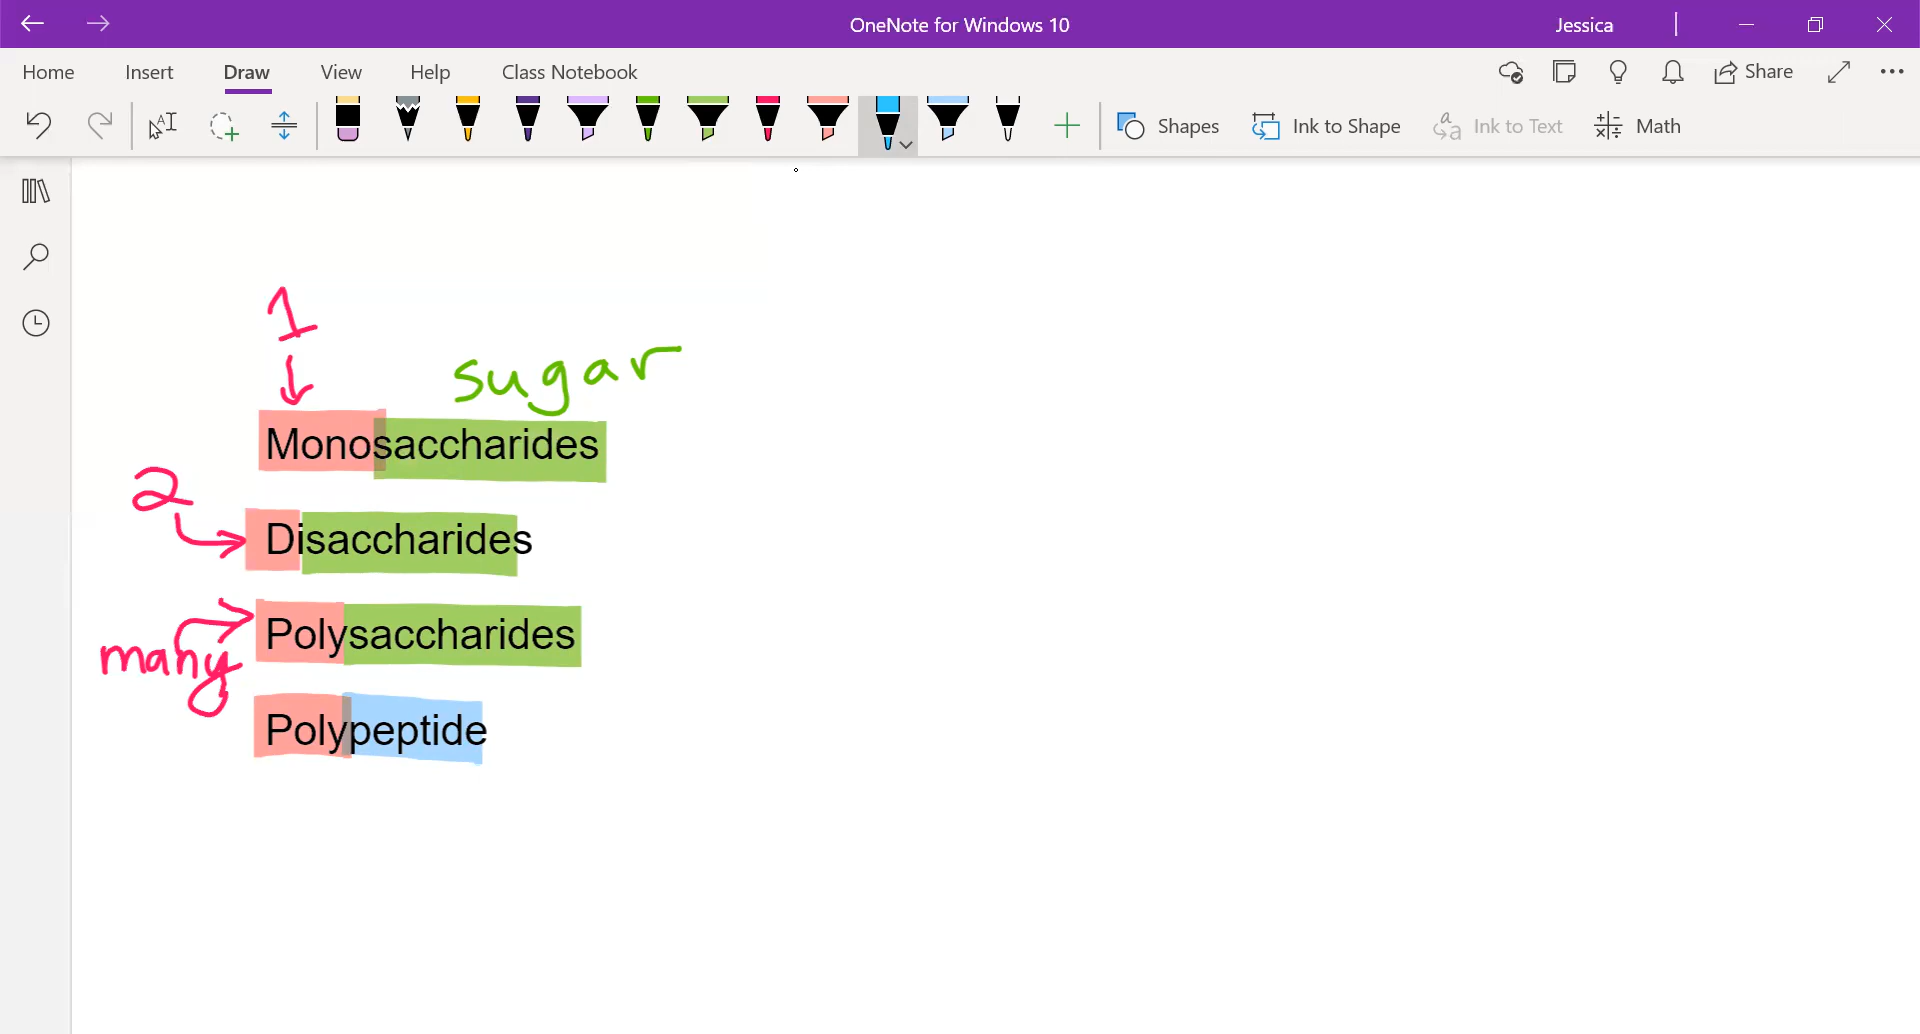 OneNote for Windows 10
Jessica
Home Insert Draw View Help Class Notebook Share
Shapes Ink to Shape Ink to Text Math
1
sugar
Monosaccharides
2
Disaccharides
many
Polysaccharides
Polypeptide